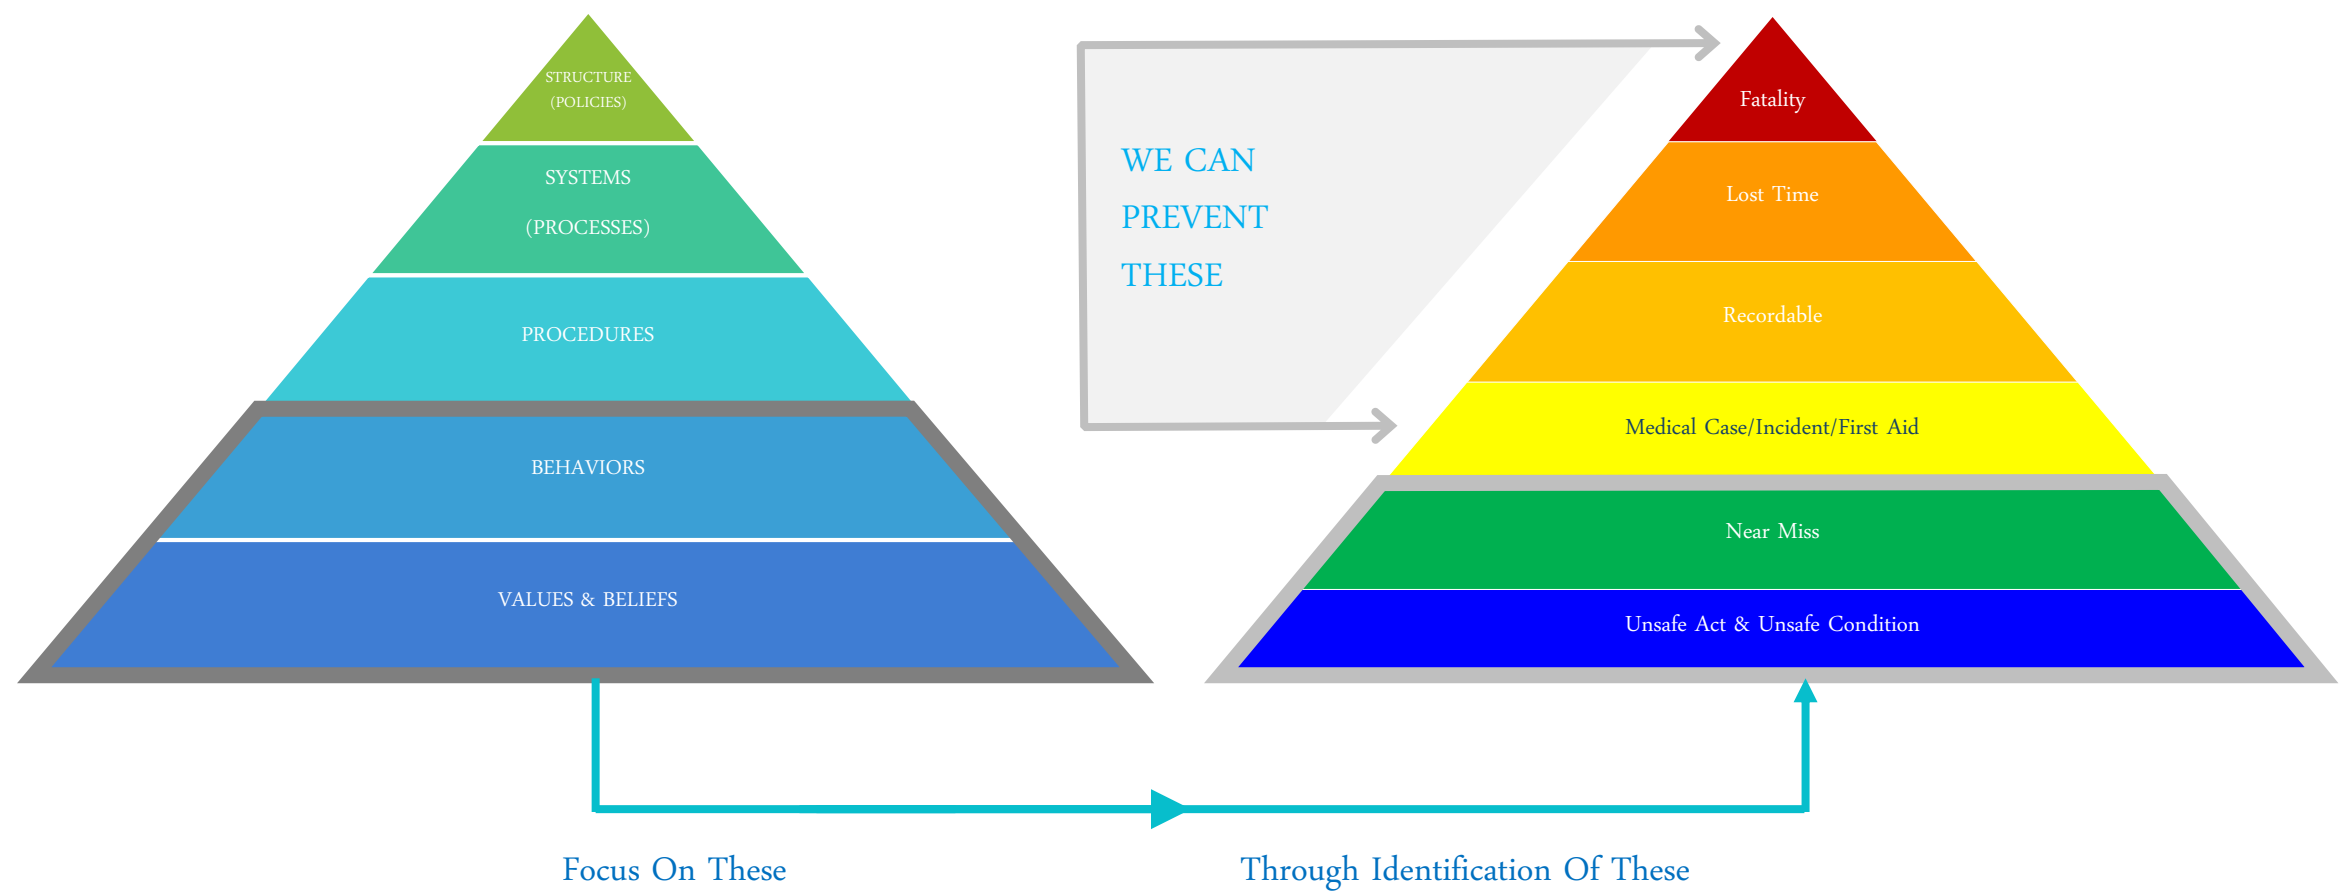 STRUCTURE
(POLICIES)
SYSTEMS
(PROCESSES)
PROCEDURES
BEHAVIORS
VALUES & BELIEFS
WE CAN
PREVENT
THESE
Fatality
Lost Time
Recordable
Medical Case/Incident/First Aid
Near Miss
Unsafe Act & Unsafe Condition
Focus On These
Through Identification Of These